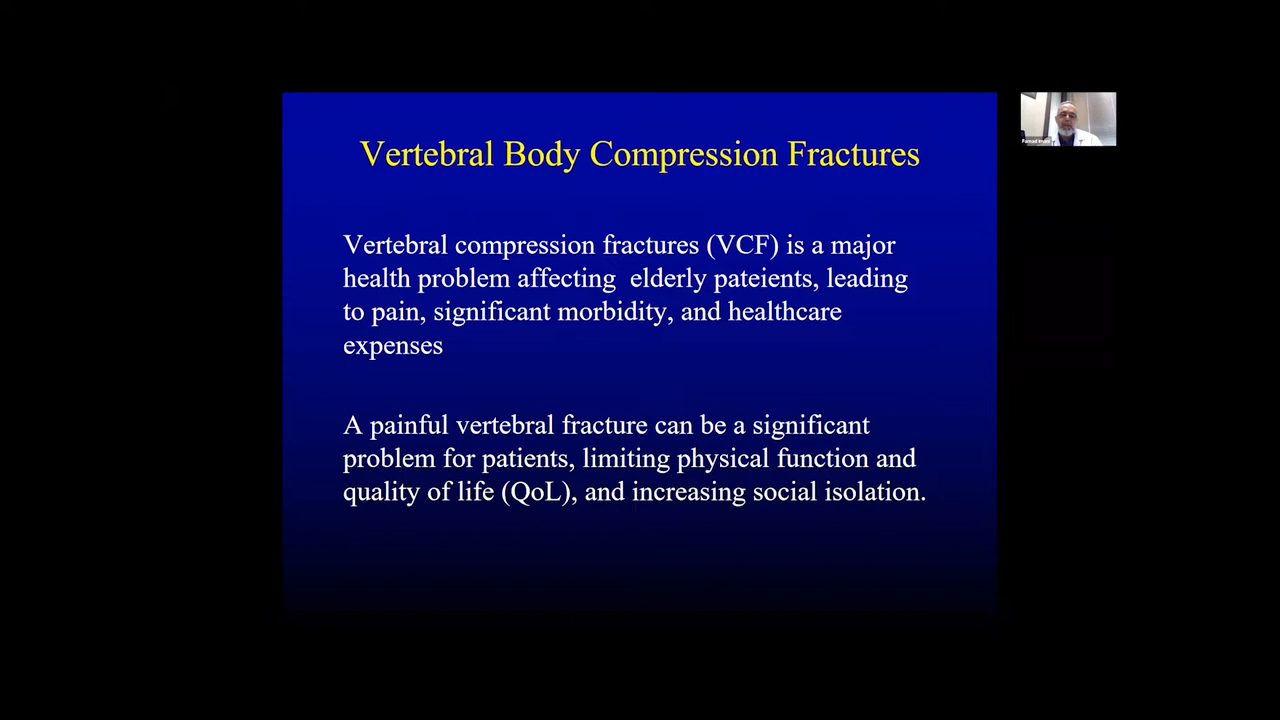 Vertebral Body Compression Fractures
Vertebral compression fractures (VCF) is a major
health problem affecting  elderly pateients, leading
to pain, significant morbidity, and healthcare
expenses
A painful vertebral fracture can be a significant
problem for patients, limiting physical function and
quality of life (QoL), and increasing social isolation.